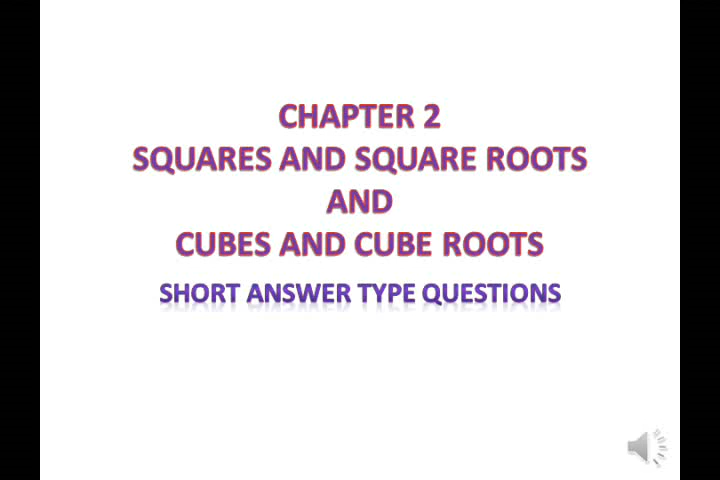 CHAPTER 2
SQUARES AND SQUARE ROOTS
AND
CUBES AND CUBE ROOTS
SHORT ANSWER TYPE QUESTIONS